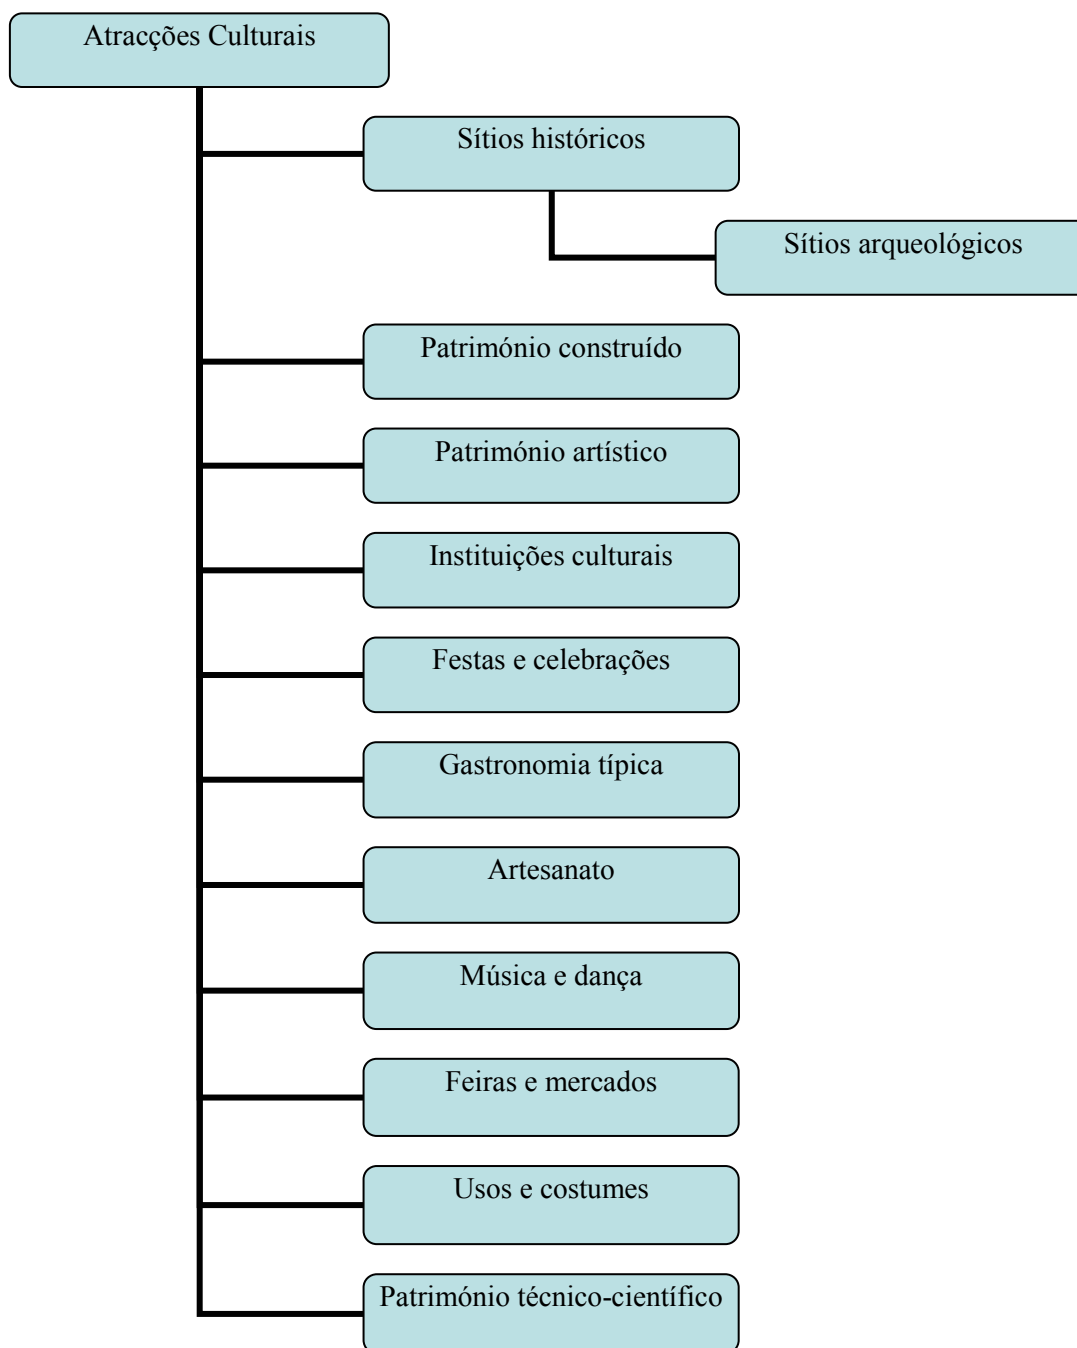 Atracções Culturais
Sítios históricos
Sítios arqueológicos
Património construído
Património artístico
Instituições culturais
Festas e celebrações
Gastronomia típica
Artesanato
Música e dança
Feiras e mercados
Usos e costumes
Património técnico-científico